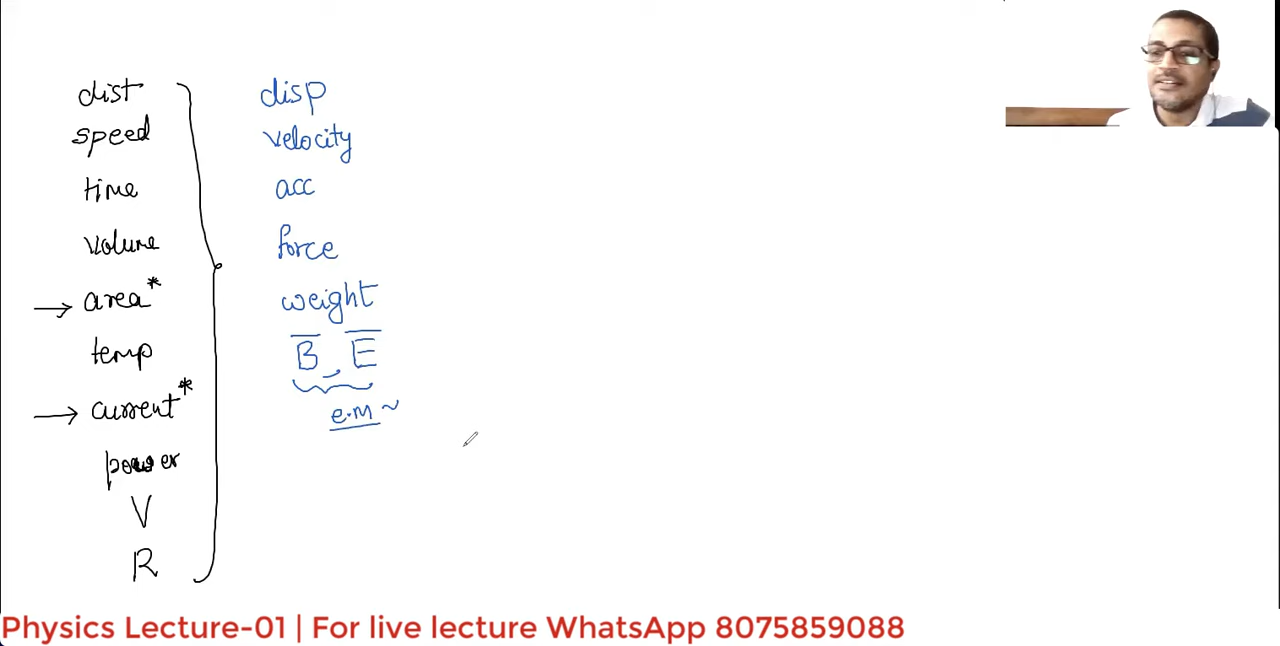 dist
speed
time
volume
→ area*
temp
→ current*
power
V
R
disp
velocity
acc
force
weight
B, E
e.m ~
Physics Lecture-01 | For live lecture WhatsApp 8075859088